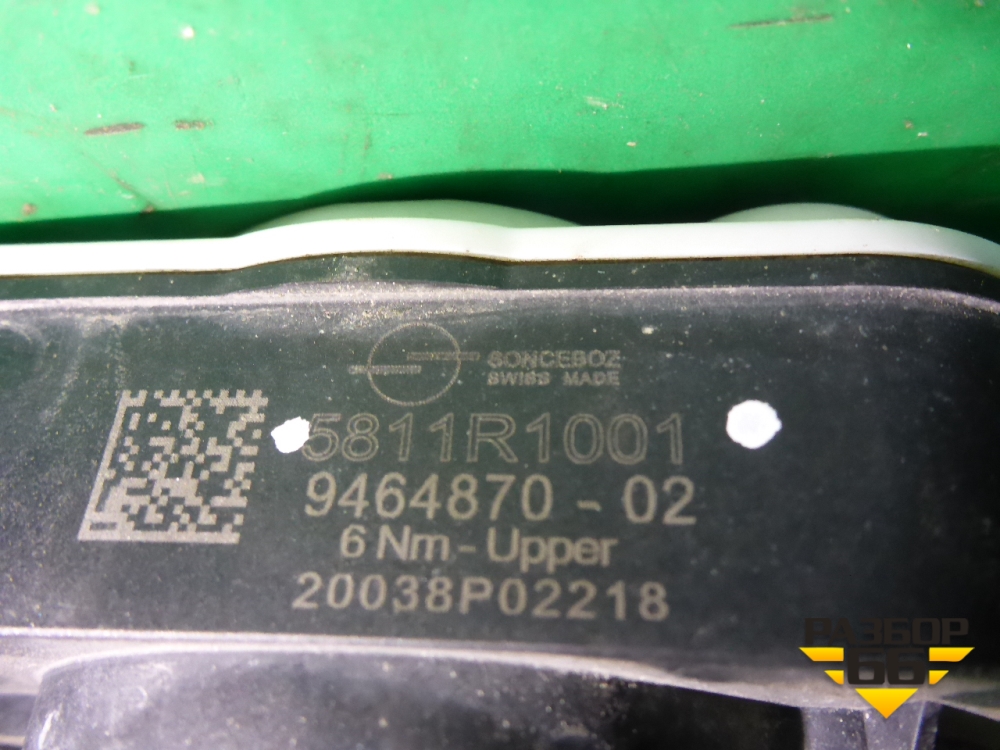 SONCEBOZ
SWISS MADE
5811R1001
9464870 - 02
6 Nm - Upper
20038P02218
РАЗБОР
66